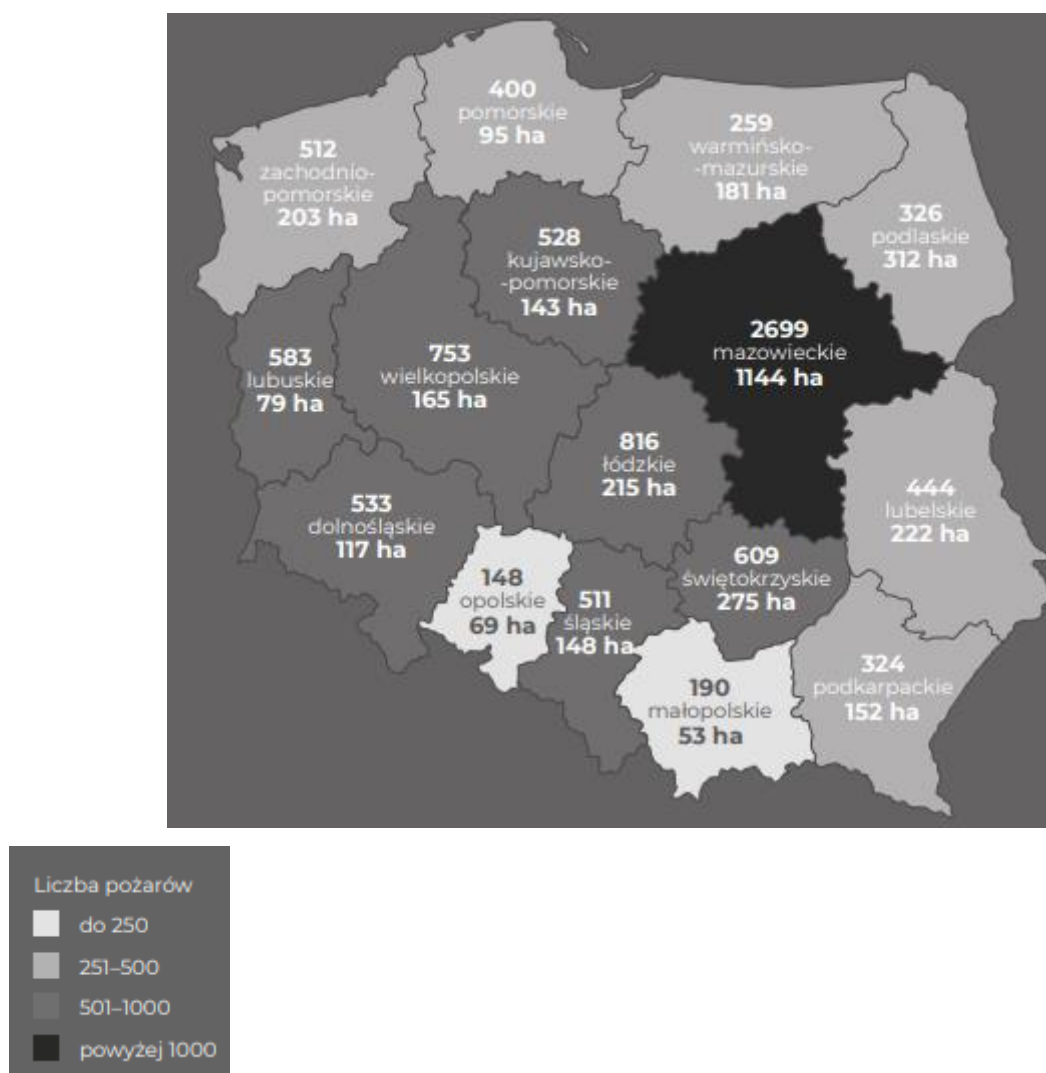 400
pomorskie
95 ha
259
warmińsko-
-mazurskie
181 ha
512
zachodnio-
pomorskie
203 ha
326
podlaskie
312 ha
528
kujawsko-
-pomorskie
143 ha
2699
mazowieckie
1144 ha
583
lubuskie
79 ha
753
wielkopolskie
165 ha
816
łódzkie
215 ha
444
lubelskie
222 ha
533
dolnośląskie
117 ha
609
świętokrzyskie
275 ha
148
opolskie
69 ha
511
śląskie
148 ha
190
małopolskie
53 ha
324
podkarpackie
152 ha
Liczba pożarów
do 250
251–500
501–1000
powyżej 1000